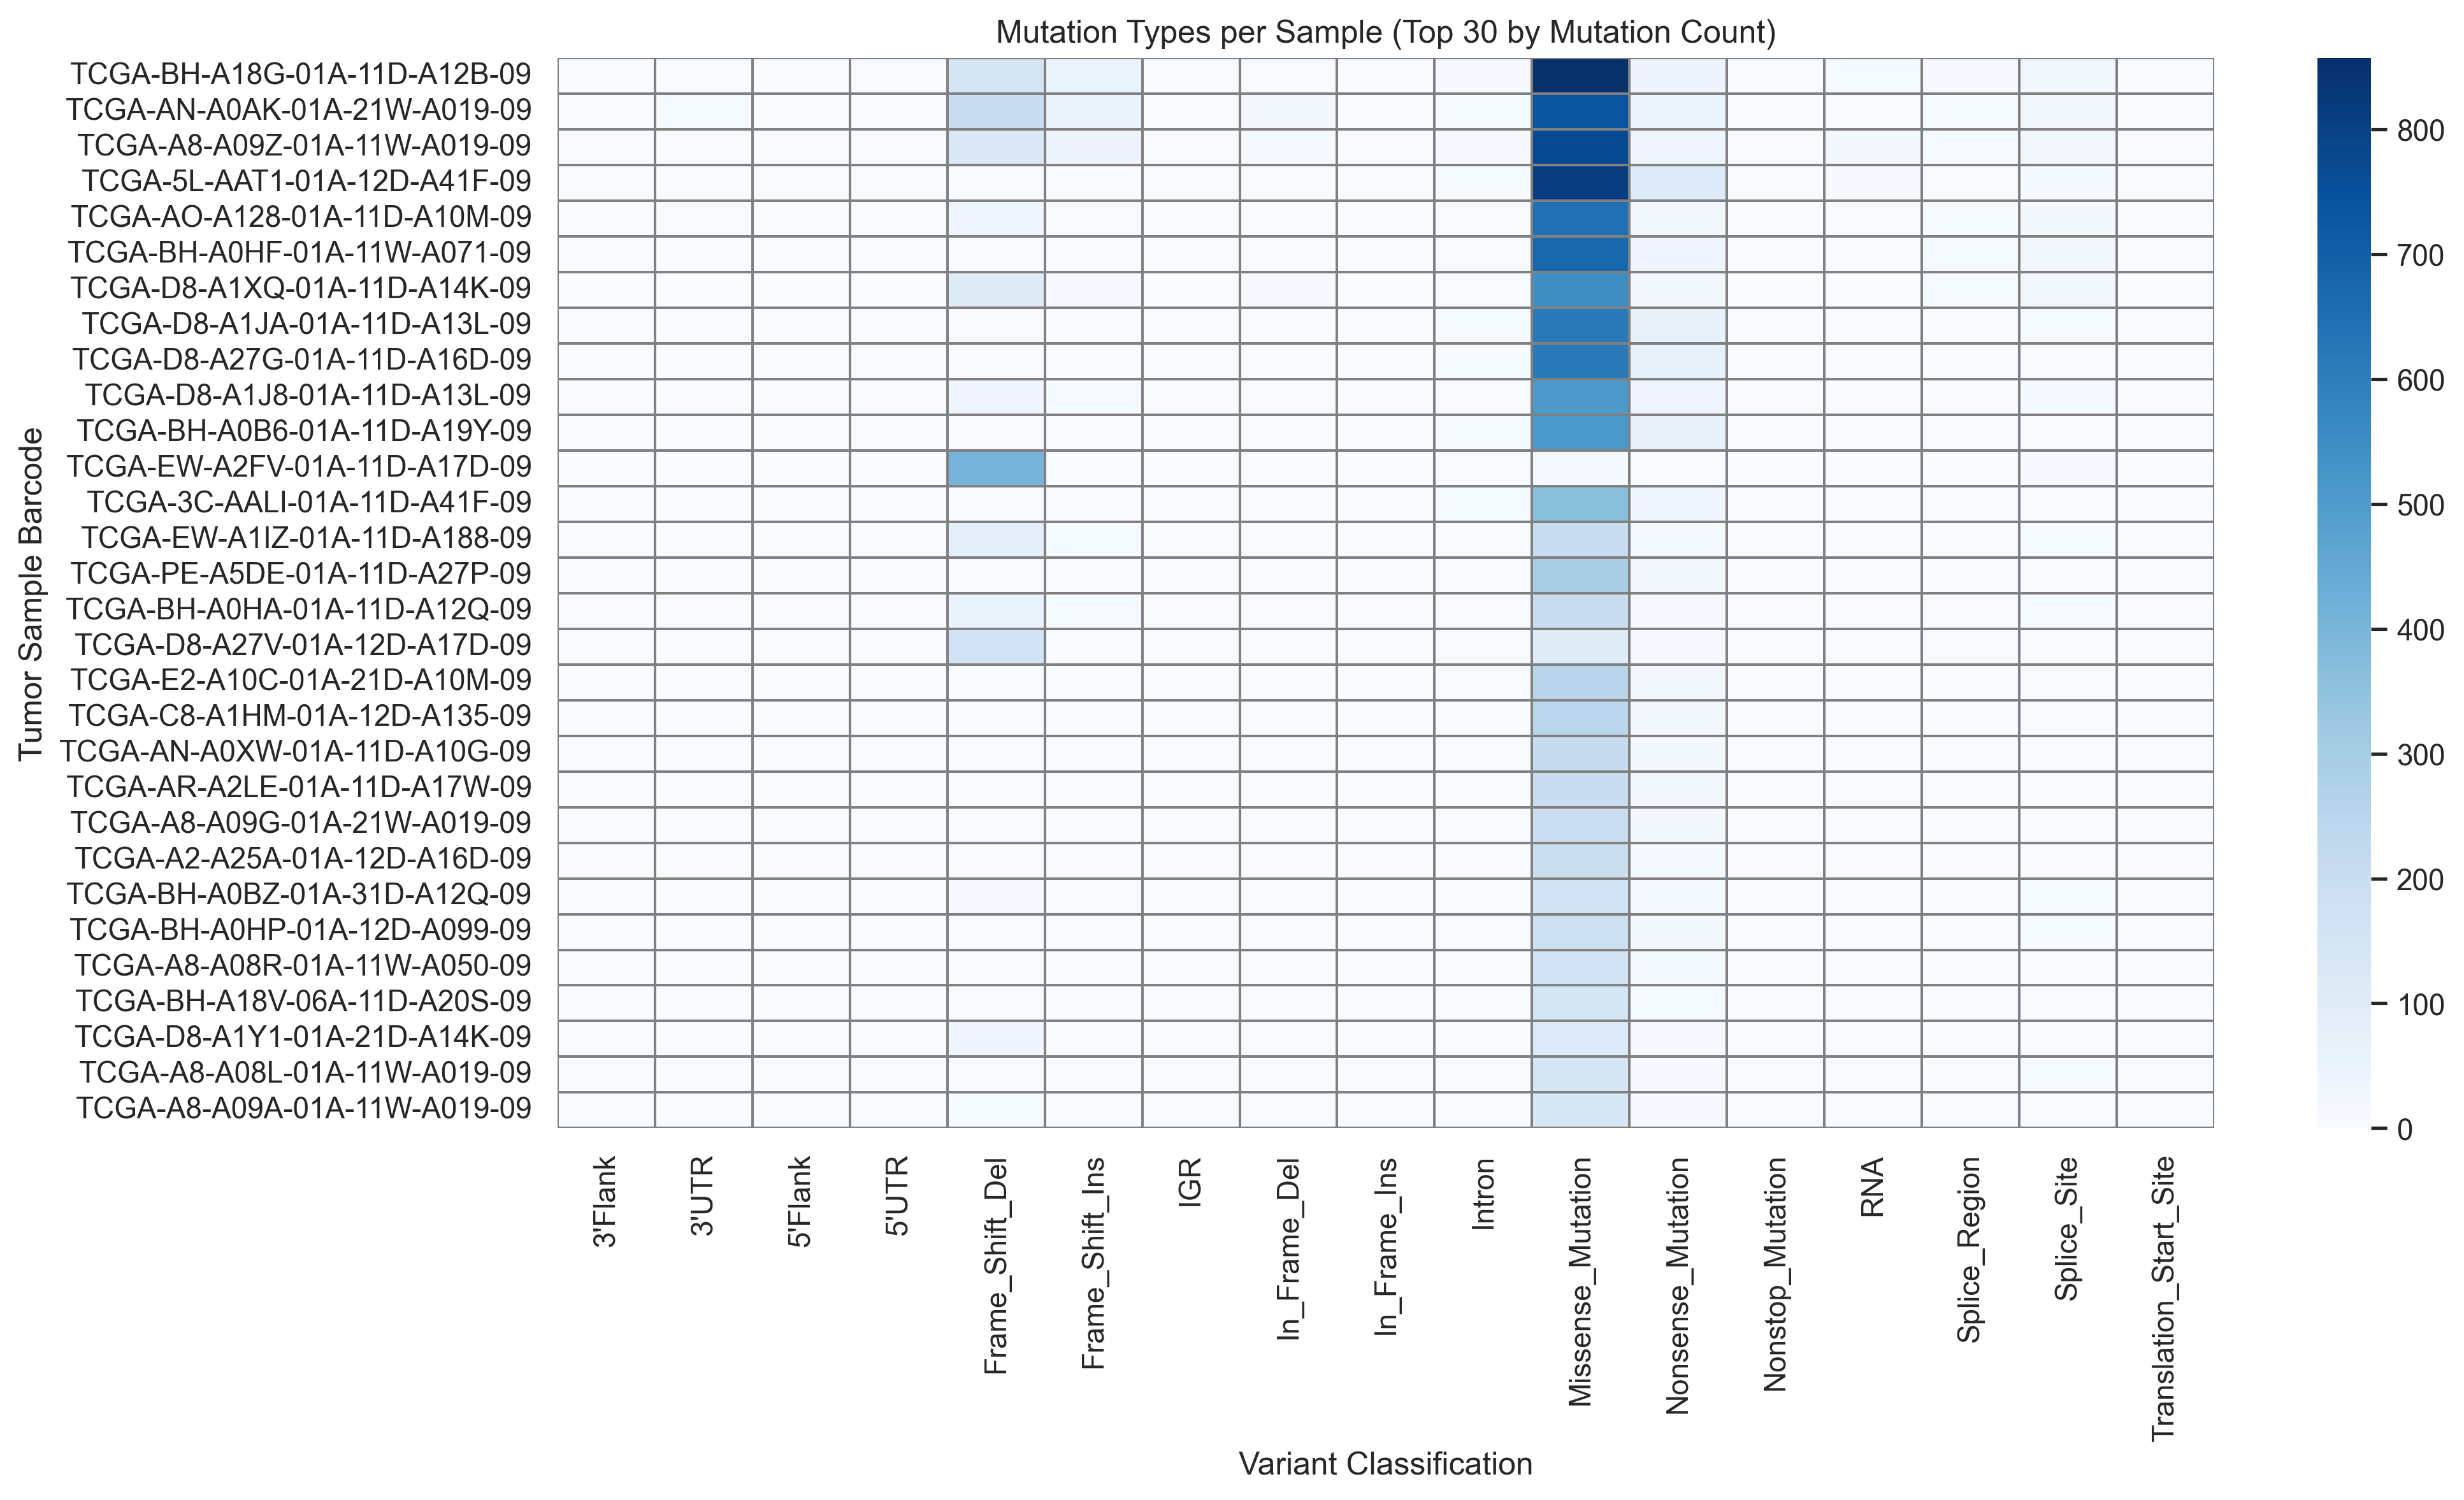 Mutation Types per Sample (Top 30 by Mutation Count)
Tumor Sample Barcode
TCGA-BH-A18G-01A-11D-A12B-09
TCGA-AN-A0AK-01A-21W-A019-09
TCGA-A8-A09Z-01A-11W-A019-09
TCGA-5L-AAT1-01A-12D-A41F-09
TCGA-AO-A128-01A-11D-A10M-09
TCGA-BH-A0HF-01A-11W-A071-09
TCGA-D8-A1XQ-01A-11D-A14K-09
TCGA-D8-A1JA-01A-11D-A13L-09
TCGA-D8-A27G-01A-11D-A16D-09
TCGA-D8-A1J8-01A-11D-A13L-09
TCGA-BH-A0B6-01A-11D-A19Y-09
TCGA-EW-A2FV-01A-11D-A17D-09
TCGA-3C-AALI-01A-11D-A41F-09
TCGA-EW-A1IZ-01A-11D-A188-09
TCGA-PE-A5DE-01A-11D-A27P-09
TCGA-BH-A0HA-01A-11D-A12Q-09
TCGA-D8-A27V-01A-12D-A17D-09
TCGA-E2-A10C-01A-21D-A10M-09
TCGA-C8-A1HM-01A-12D-A135-09
TCGA-AN-A0XW-01A-11D-A10G-09
TCGA-AR-A2LE-01A-11D-A17W-09
TCGA-A8-A09G-01A-21W-A019-09
TCGA-A2-A25A-01A-12D-A16D-09
TCGA-BH-A0BZ-01A-31D-A12Q-09
TCGA-BH-A0HP-01A-12D-A099-09
TCGA-A8-A08R-01A-11W-A050-09
TCGA-BH-A18V-06A-11D-A20S-09
TCGA-D8-A1Y1-01A-21D-A14K-09
TCGA-A8-A08L-01A-11W-A019-09
TCGA-A8-A09A-01A-11W-A019-09
3'Flank
3'UTR
5'Flank
5'UTR
Frame_Shift_Del
Frame_Shift_Ins
IGR
In_Frame_Del
In_Frame_Ins
Intron
Missense_Mutation
Nonsense_Mutation
Nonstop_Mutation
RNA
Splice_Region
Splice_Site
Translation_Start_Site
Variant Classification
800
700
600
500
400
300
200
100
0